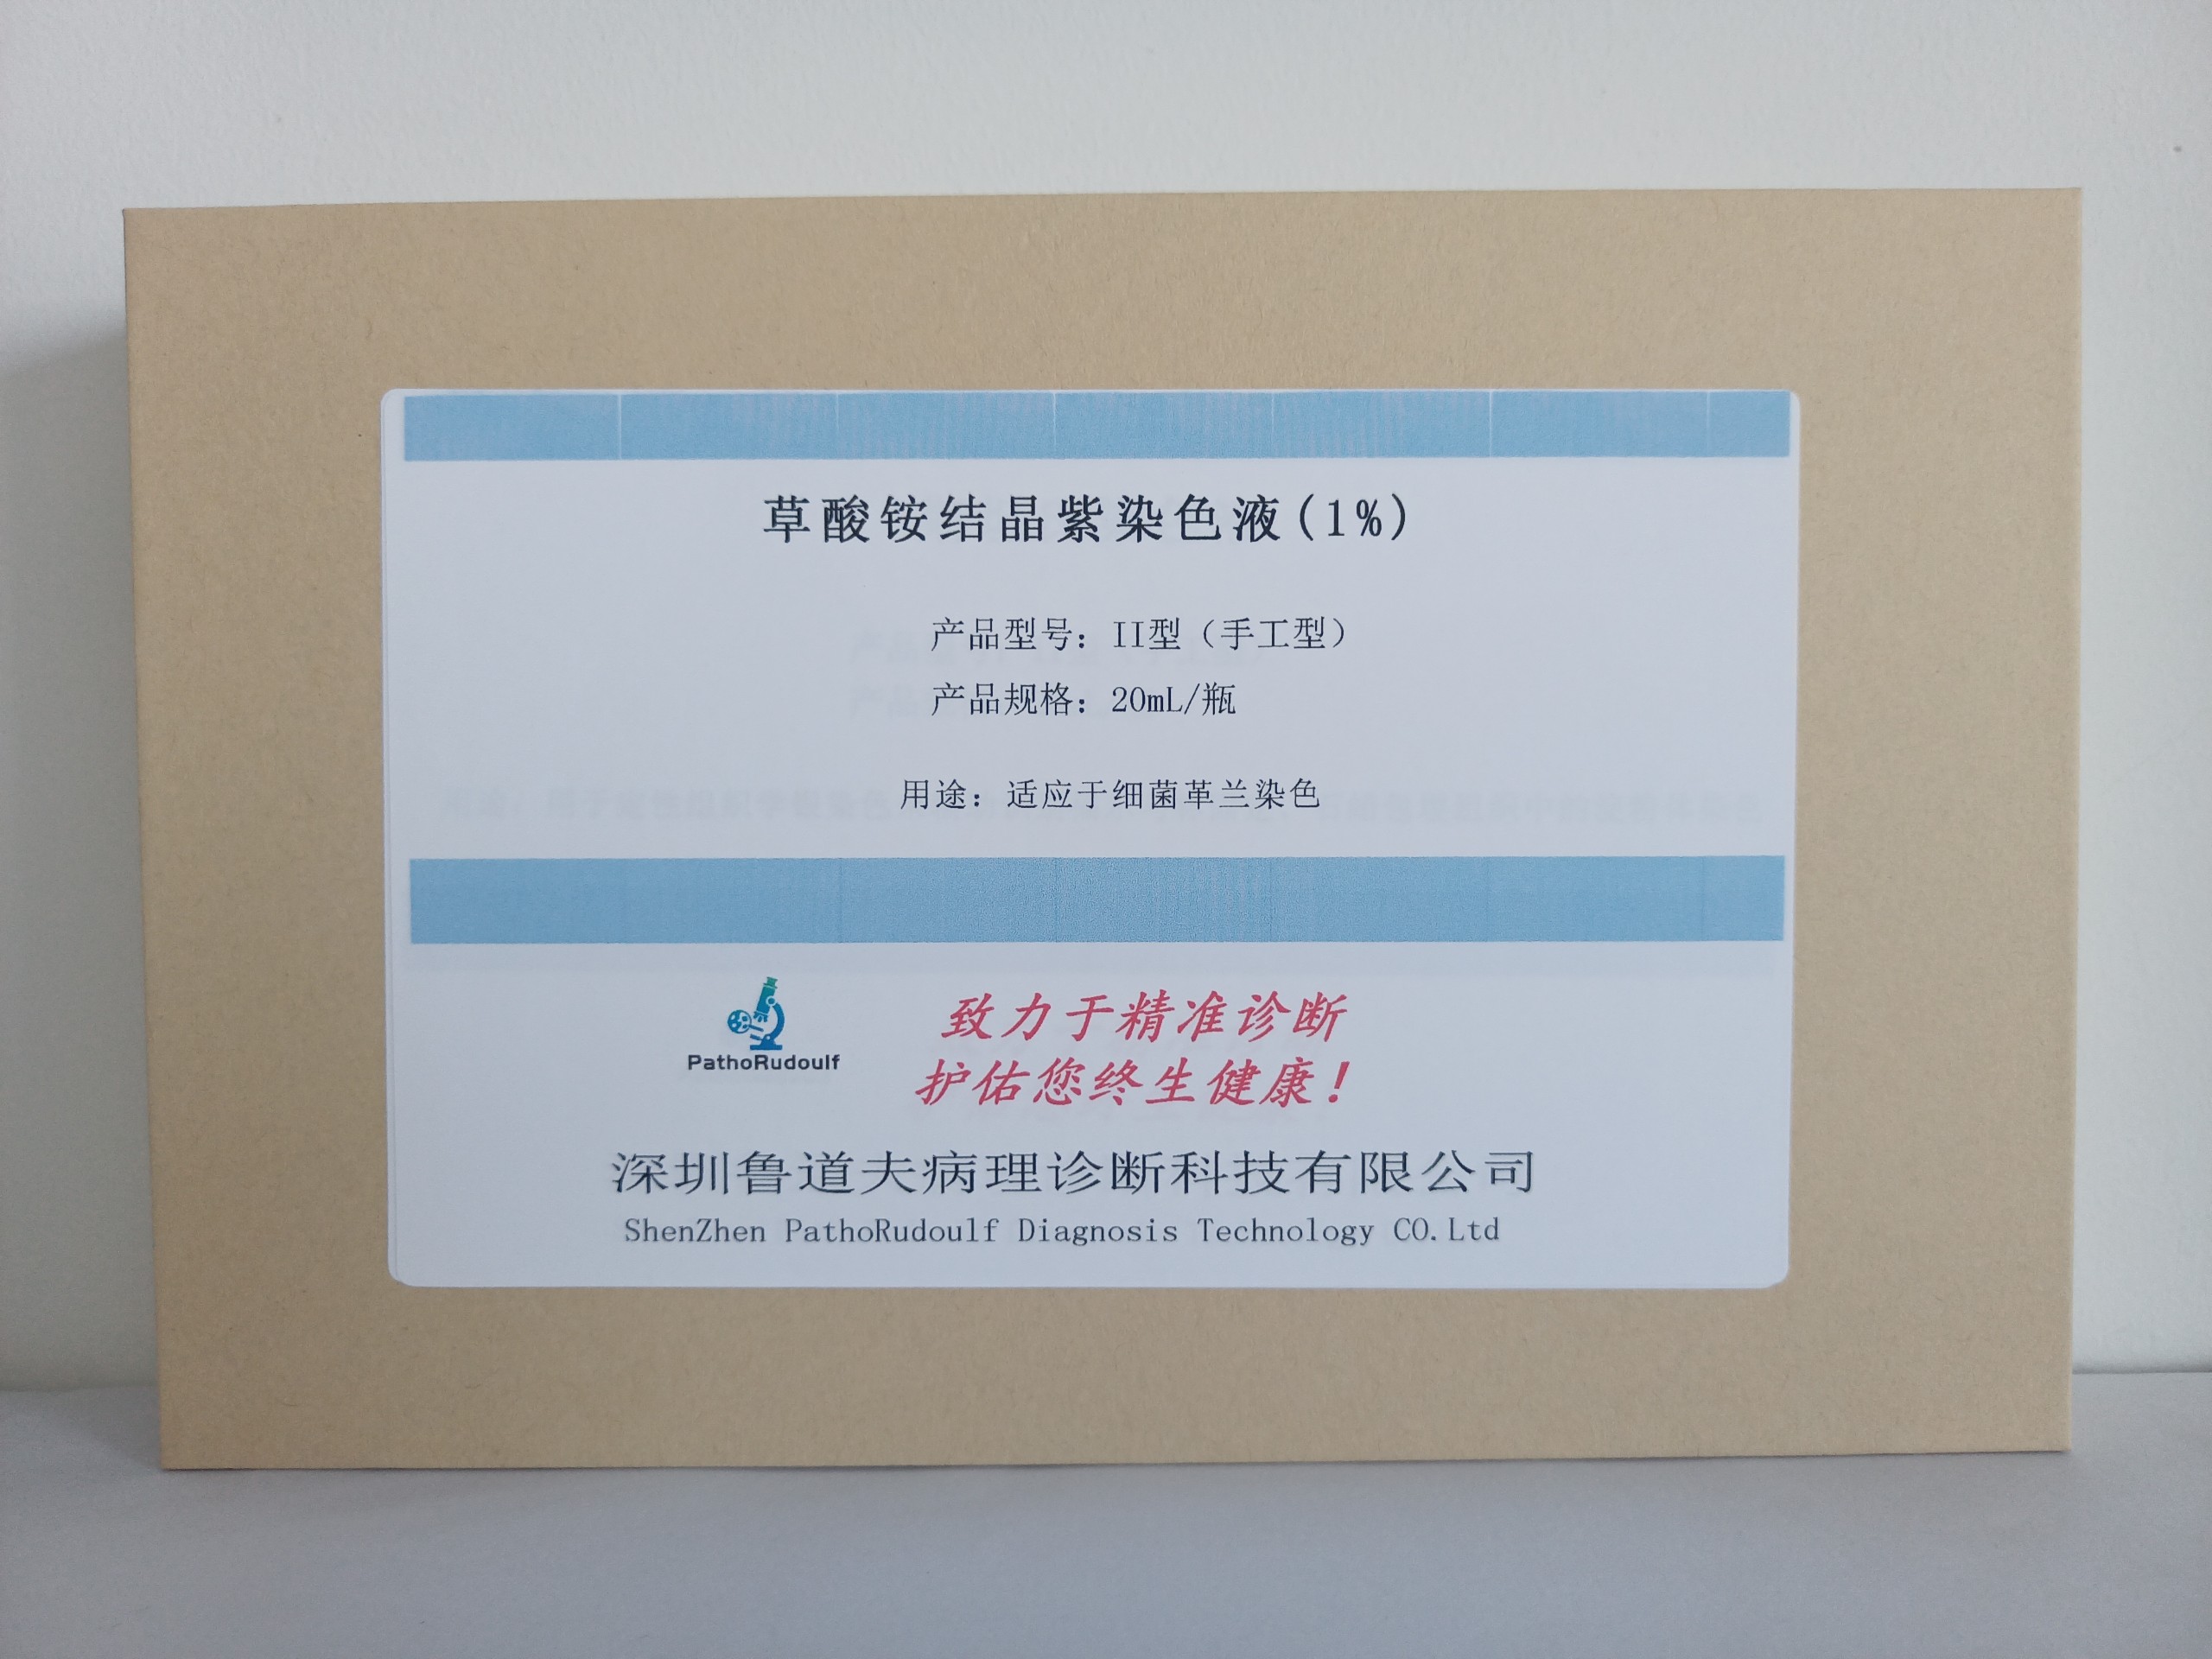 草酸铵结晶紫染色液(1%)
产品型号：II型（手工型）
产品规格：20mL/瓶
用途：适应于细菌革兰染色
PathoRudoulf
致力于精准诊断
护佑您终生健康！
深圳鲁道夫病理诊断科技有限公司
ShenZhen PathoRudoulf Diagnosis Technology CO.Ltd